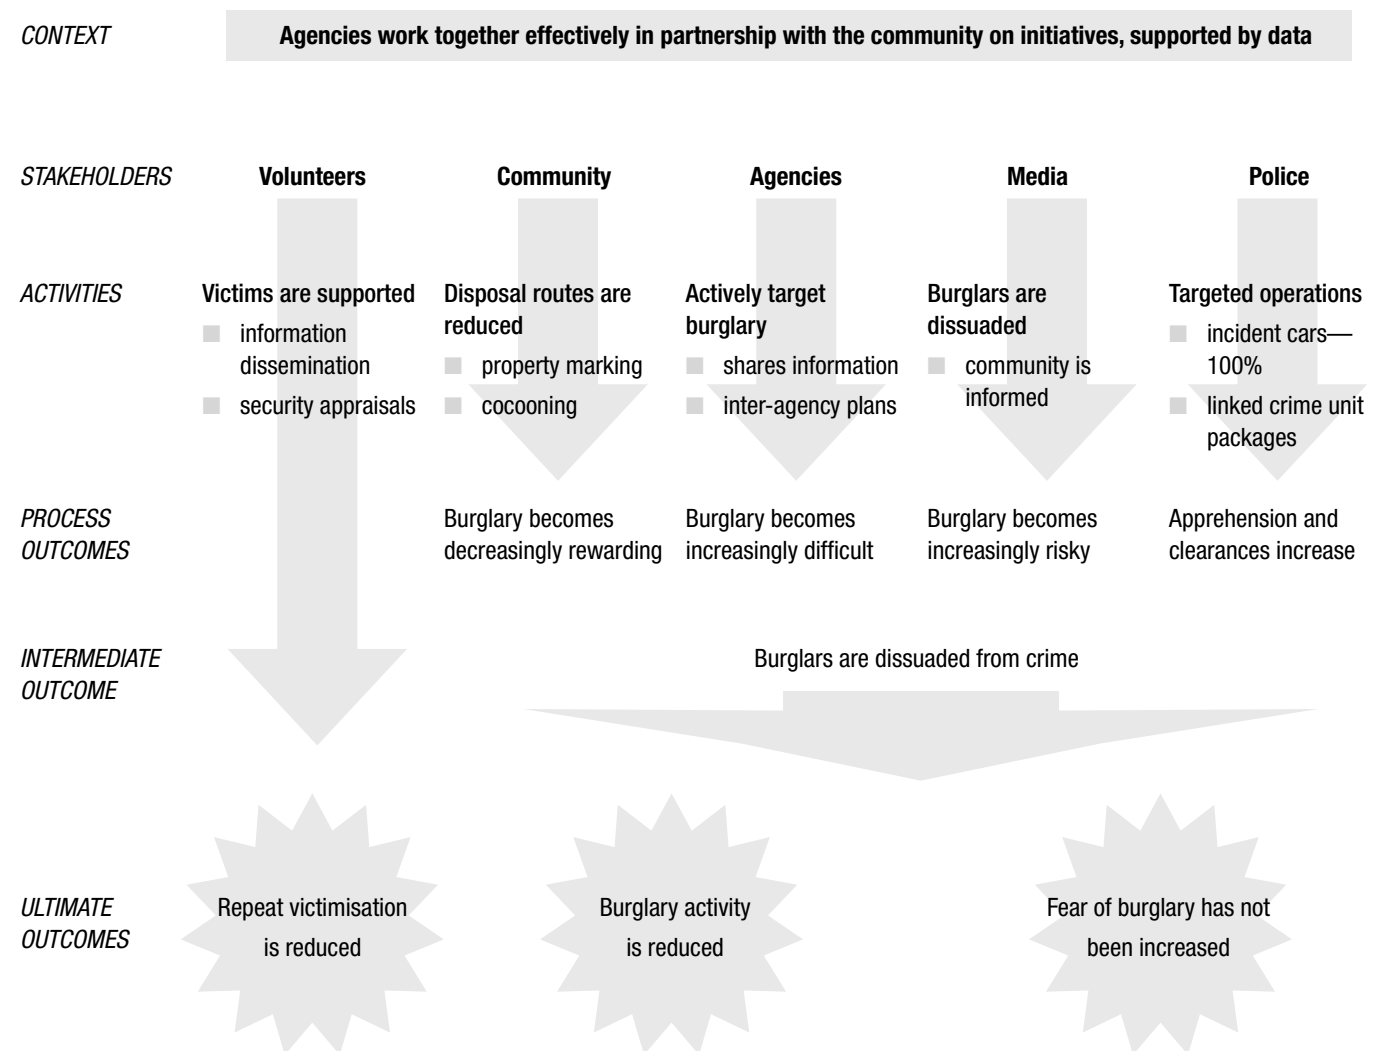 CONTEXT
Agencies work together effectively in partnership with the community on initiatives, supported by data
STAKEHOLDERS
Volunteers
Community
Agencies
Media
Police
ACTIVITIES
Victims are supported
information
dissemination
security appraisals
Disposal routes are
reduced
property marking
cocooning
Actively target
burglary
shares information
inter-agency plans
Burglars are
dissuaded
community is
informed
Targeted operations
incident cars—
100%
linked crime unit
packages
PROCESS
OUTCOMES
Burglary becomes
decreasingly rewarding
Burglary becomes
increasingly difficult
Burglary becomes
increasingly risky
Apprehension and
clearances increase
INTERMEDIATE
OUTCOME
Burglars are dissuaded from crime
ULTIMATE
OUTCOMES
Repeat victimisation
is reduced
Burglary activity
is reduced
Fear of burglary has not
been increased